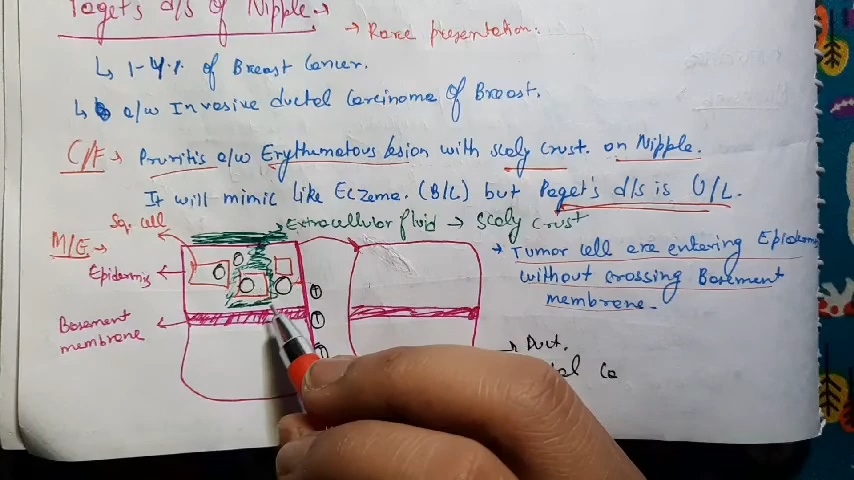 Paget's d/s of Nipple →
→ Rare presentation.
↳ 1-4% of Breast Cancer.
↳ a/w Invasive ductal Carcinoma of Breast.
C/F → Pruritis a/w Erythematous lesion with scaly crust on Nipple.
It will mimic like Eczema. (B/L) but Paget's d/s is U/L.
Sq. cell
→ Extracellular fluid → Scaly crust
M/E →
Epidermis
Basement
membrane
→ Tumor cell are entering Epidermis
without crossing Basement
membrane.
→ Duct.
Ca